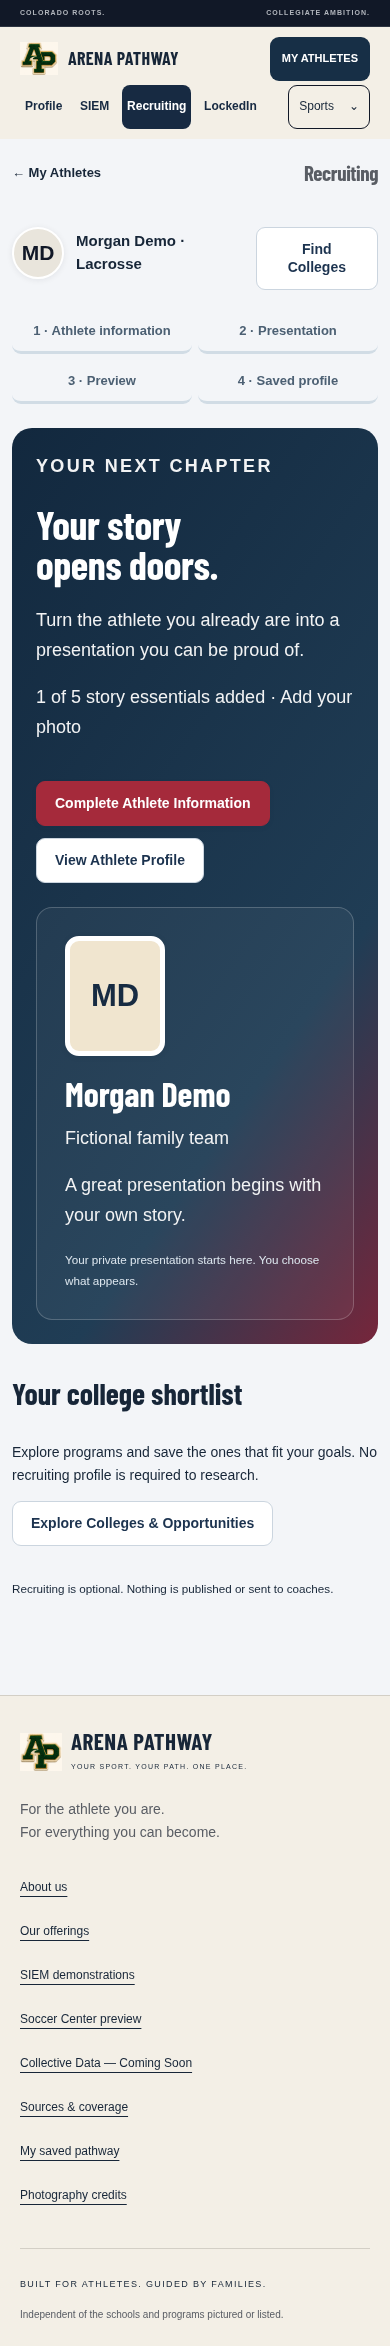 COLORADO ROOTS. COLLEGIATE AMBITION.
AP ARENA PATHWAY MY ATHLETES
Profile SIEM Recruiting LockedIn Sports
← My Athletes Recruiting
MD Morgan Demo ·
Lacrosse
Find
Colleges
1 · Athlete information 2 · Presentation
3 · Preview 4 · Saved profile
YOUR NEXT CHAPTER
Your story
opens doors.
Turn the athlete you already are into a
presentation you can be proud of.
1 of 5 story essentials added · Add your
photo
Complete Athlete Information
View Athlete Profile
MD
Morgan Demo
Fictional family team
A great presentation begins with
your own story.
Your private presentation starts here. You choose
what appears.
Your college shortlist
Explore programs and save the ones that fit your goals. No
recruiting profile is required to research.
Explore Colleges & Opportunities
Recruiting is optional. Nothing is published or sent to coaches.
AP ARENA PATHWAY
YOUR SPORT. YOUR PATH. ONE PLACE.
For the athlete you are.
For everything you can become.
About us
Our offerings
SIEM demonstrations
Soccer Center preview
Collective Data — Coming Soon
Sources & coverage
My saved pathway
Photography credits
BUILT FOR ATHLETES. GUIDED BY FAMILIES.
Independent of the schools and programs pictured or listed.